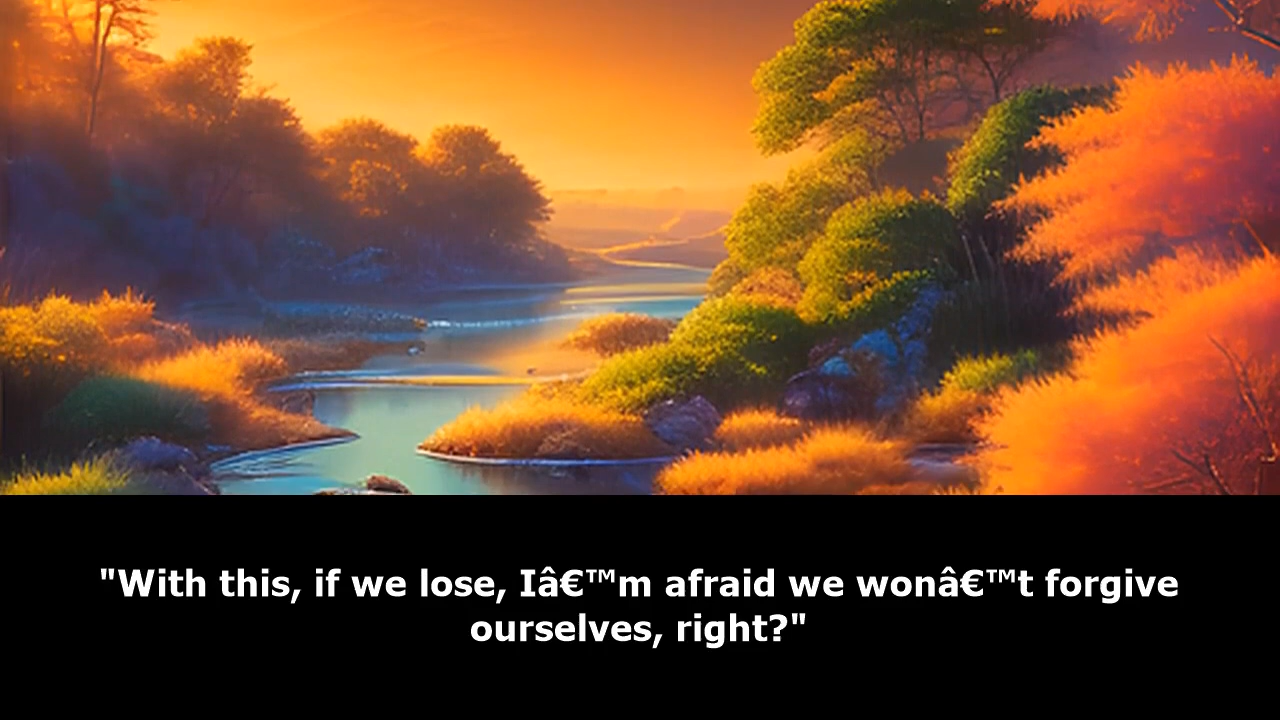 "With this, if we lose, Iâ€™m afraid we wonâ€™t forgive
ourselves, right?"